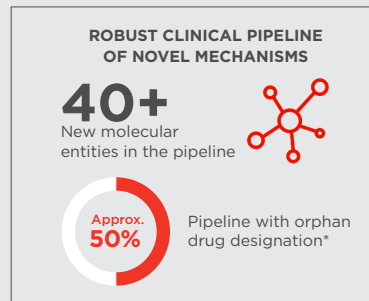 ROBUST CLINICAL PIPELINE
OF NOVEL MECHANISMS
40+
New molecular
entities in the pipeline
Approx.
50%
Pipeline with orphan
drug designation*